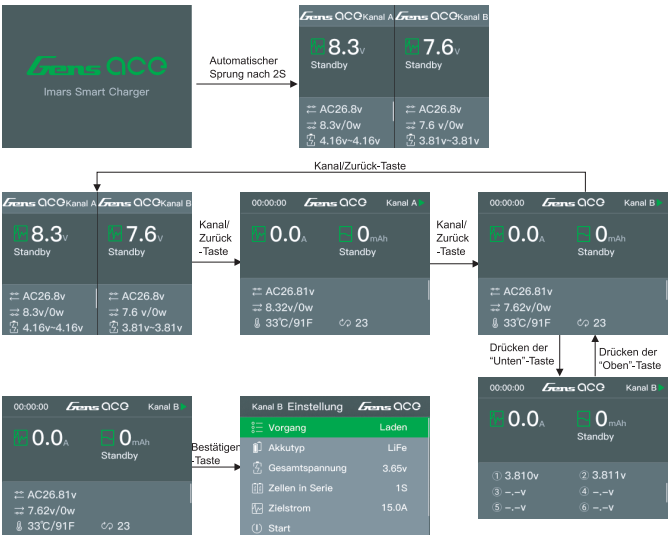 Gens ace
Imars Smart Charger
Automatischer
Sprung nach 2S
Gens ace Kanal A Gens ace Kanal B
8.3v 7.6v
Standby Standby
AC26.8v AC26.8v
8.3v/0w 7.6 v/0w
4.16v~4.16v 3.81v~3.81v
Kanal/Zurück-Taste
Gens ace Kanal A Gens ace Kanal B
8.3v 7.6v
Standby Standby
AC26.8v AC26.8v
8.3v/0w 7.6 v/0w
4.16v~4.16v 3.81v~3.81v
Kanal/
Zurück
-Taste
00:00:00 Gens ace Kanal A
0.0A 0mAh
Standby
AC26.81v
8.32v/0w
33℃/91F 23
Kanal/
Zurück
-Taste
00:00:00 Gens ace Kanal B
0.0A 0mAh
Standby
AC26.81v
7.62v/0w
33℃/91F 23
Drücken der
"Unten"-Taste
Drücken der
"Oben"-Taste
00:00:00 Gens ace Kanal B
0.0A 0mAh
Standby
① 3.810v ② 3.811v
③ –.–v ④ –.–v
⑤ –.–v ⑥ –.–v
00:00:00 Gens ace Kanal B
0.0A 0mAh
Standby
AC26.81v
7.62v/0w
33℃/91F 23
Bestätigen
-Taste
Kanal B Einstellung Gens ace
Vorgang Laden
Akkutyp LiFe
Gesamtspannung 3.65v
Zellen in Serie 1S
Zielstrom 15.0A
Start